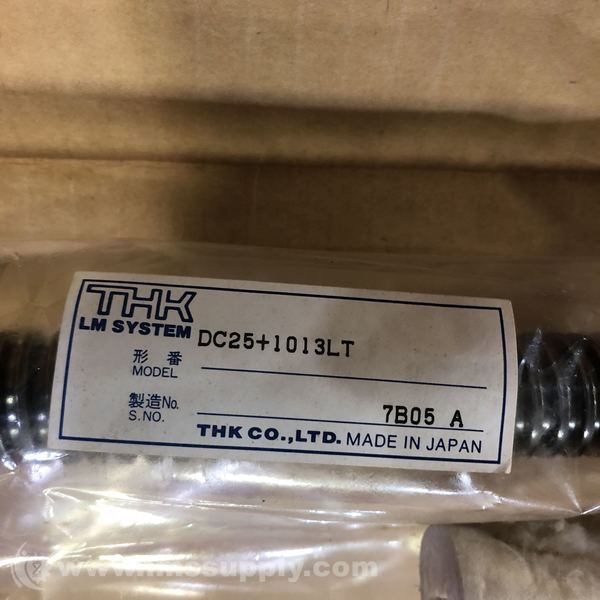 THK
LM SYSTEM
DC25+1013LT
形番
MODEL
製造No.
S.NO.
7B05 A
THK CO.,LTD. MADE IN JAPAN
www.imssupply.com